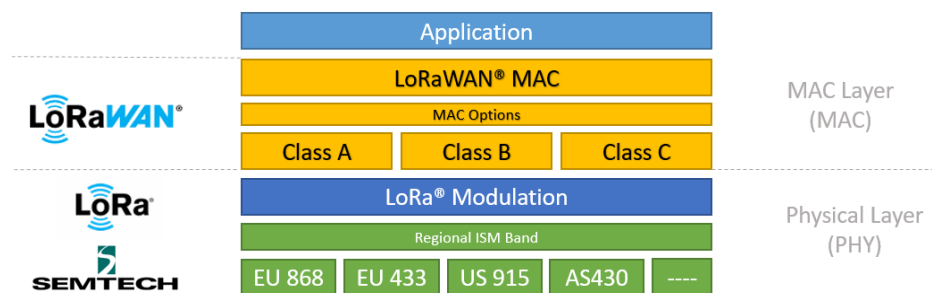 Application
LoRaWAN® MAC
LoRaWAN®
MAC Options
MAC Layer
(MAC)
Class A
Class B
Class C
LoRa®
LoRa® Modulation
Regional ISM Band
Physical Layer
(PHY)
SEMTECH
EU 868
EU 433
US 915
AS430
----